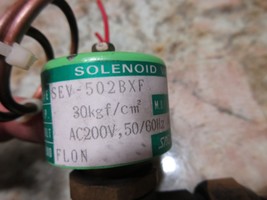 SOLENOID
SEV-502BXF
30kgf/cm²
AC200V, 50/60Hz
FLON